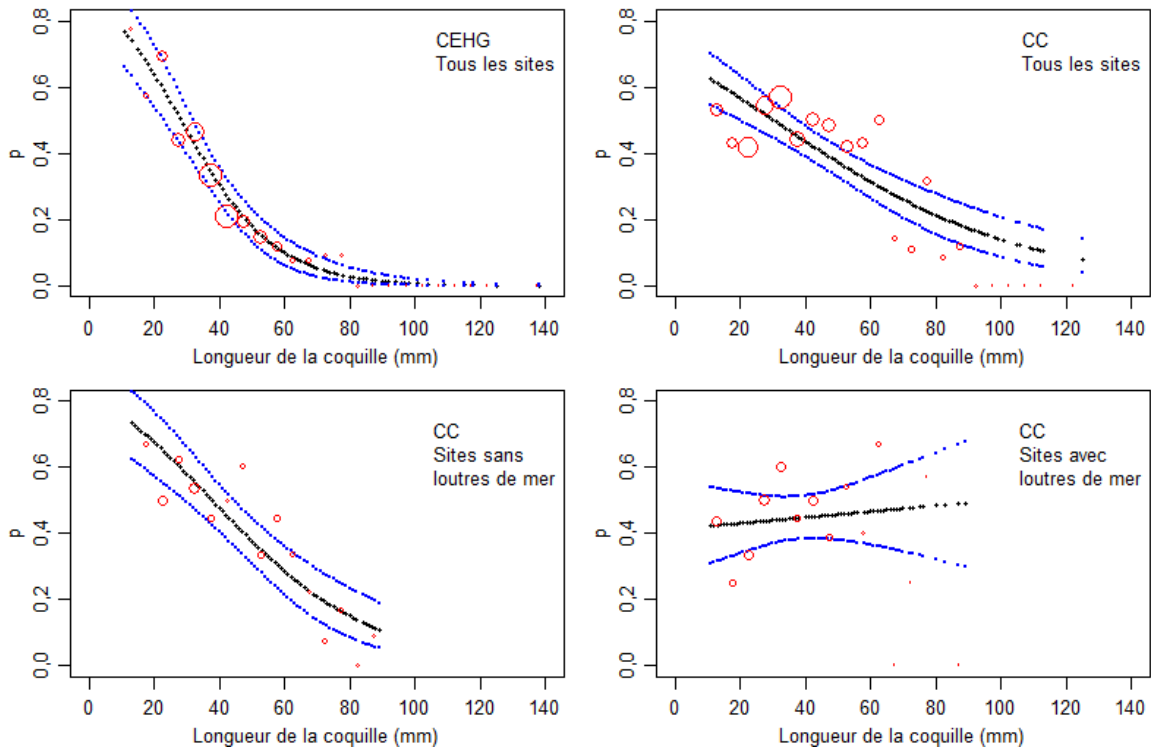 CEHG
Tous les sites
p
0,8
0,6
0,4
0,2
0,0
0 20 40 60 80 100 120 140
Longueur de la coquille (mm)
CC
Tous les sites
p
0,8
0,6
0,4
0,2
0,0
0 20 40 60 80 100 120 140
Longueur de la coquille (mm)
CC
Sites sans
loutres de mer
p
0,8
0,6
0,4
0,2
0,0
0 20 40 60 80 100 120 140
Longueur de la coquille (mm)
CC
Sites avec
loutres de mer
p
0,8
0,6
0,4
0,2
0,0
0 20 40 60 80 100 120 140
Longueur de la coquille (mm)